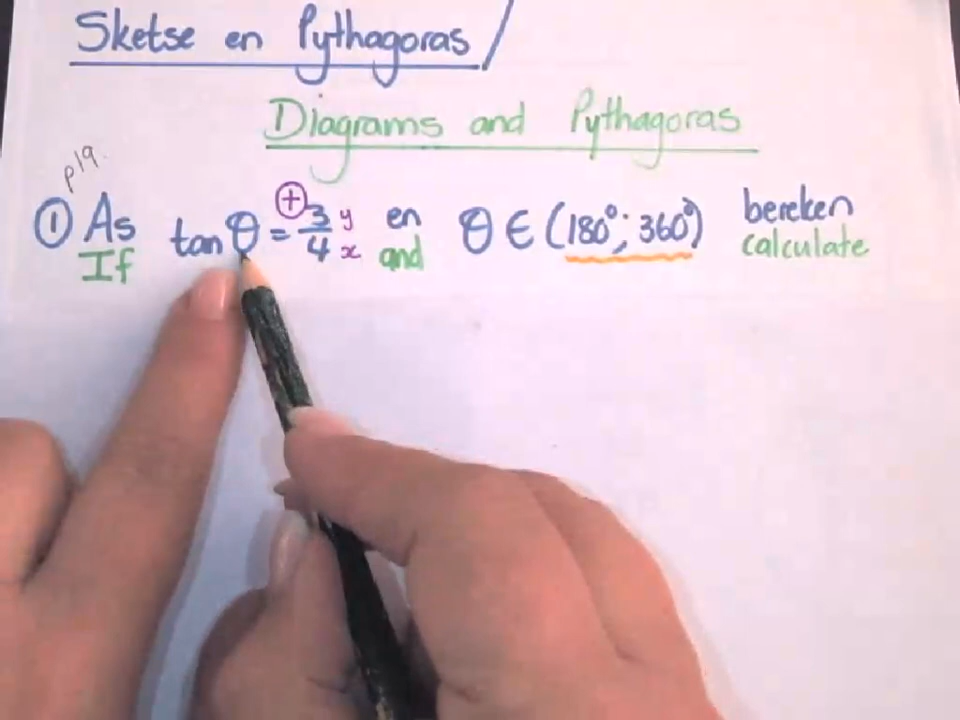 Sketse en Pythagoras/
Diagrams and Pythagoras
p19.
① As tan θ = ⊕ 3/4 y/x en θ ∈ (180°; 360°) bereken
If and calculate